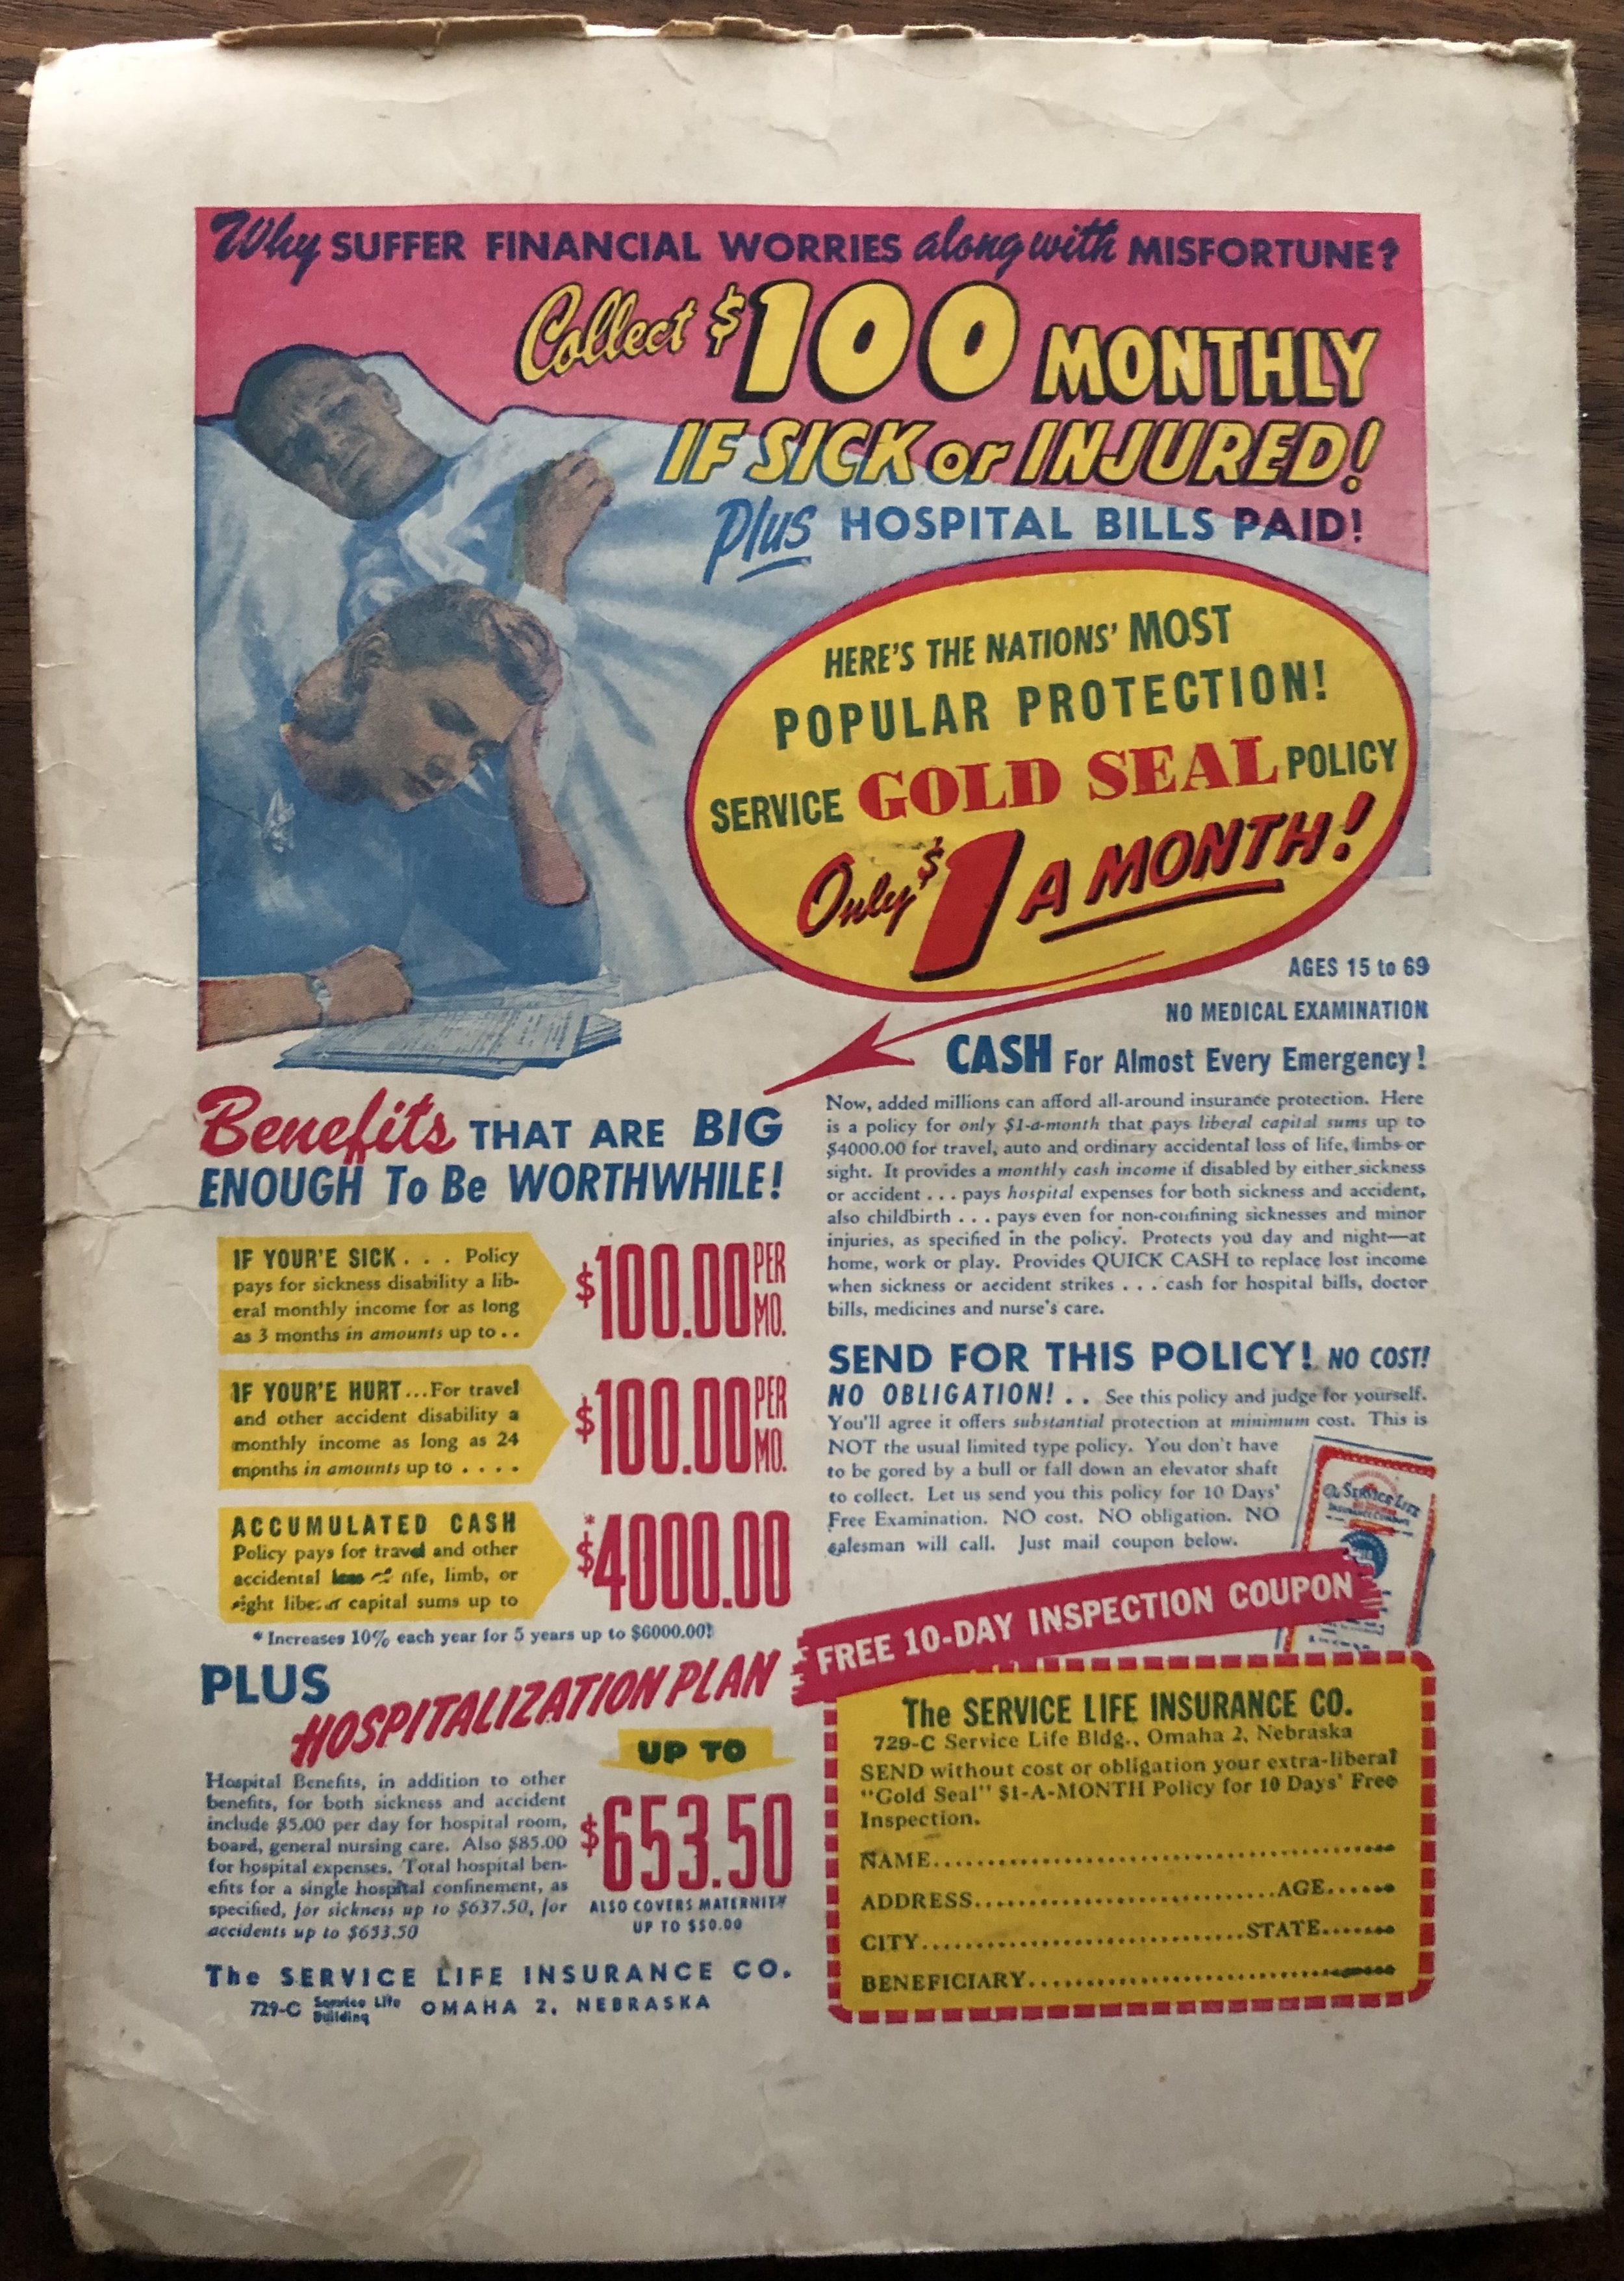 Why SUFFER FINANCIAL WORRIES along with MISFORTUNE?
Collect $100 MONTHLY
IF SICK or INJURED!
Plus HOSPITAL BILLS PAID!
HERE'S THE NATIONS' MOST
POPULAR PROTECTION!
SERVICE GOLD SEAL POLICY
Only $1 A MONTH!
AGES 15 to 69
NO MEDICAL EXAMINATION
CASH For Almost Every Emergency!
Now, added millions can afford all-around insurance protection. Here
is a policy for only $1-a-month that pays liberal capital sums up to
$4000.00 for travel, auto and ordinary accidental loss of life, limbs or
sight. It provides a monthly cash income if disabled by either sickness
or accident . . . pays hospital expenses for both sickness and accident,
also childbirth . . . pays even for non-confining sicknesses and minor
injuries, as specified in the policy. Protects you day and night—at
home, work or play. Provides QUICK CASH to replace lost income
when sickness or accident strikes . . . cash for hospital bills, doctor
bills, medicines and nurse's care.
Benefits THAT ARE BIG
ENOUGH To Be WORTHWHILE!
IF YOUR'E SICK . . . Policy
pays for sickness disability a lib-
eral monthly income for as long
as 3 months in amounts up to . .
$100.00 PER MO.
IF YOUR'E HURT...For travel
and other accident disability a
monthly income as long as 24
months in amounts up to . . . .
$100.00 PER MO.
ACCUMULATED CASH
Policy pays for travel and other
accidental loss of life, limb, or
sight liberal capital sums up to
*$4000.00
* Increases 10% each year for 5 years up to $6000.00!
PLUS
HOSPITALIZATION PLAN
UP TO
$653.50
ALSO COVERS MATERNITY
UP TO $50.00
Hospital Benefits, in addition to other
benefits, for both sickness and accident
include $5.00 per day for hospital room,
board, general nursing care. Also $85.00
for hospital expenses. Total hospital ben-
efits for a single hospital confinement, as
specified, for sickness up to $637.50, for
accidents up to $653.50
The SERVICE LIFE INSURANCE CO.
729-C Service Life Building OMAHA 2, NEBRASKA
SEND FOR THIS POLICY! NO COST!
NO OBLIGATION! . . See this policy and judge for yourself.
You'll agree it offers substantial protection at minimum cost. This is
NOT the usual limited type policy. You don't have
to be gored by a bull or fall down an elevator shaft
to collect. Let us send you this policy for 10 Days'
Free Examination. NO cost. NO obligation. NO
salesman will call. Just mail coupon below.
The SERVICE LIFE
INSURANCE COMPANY
FREE 10-DAY INSPECTION COUPON
The SERVICE LIFE INSURANCE CO.
729-C Service Life Bldg., Omaha 2, Nebraska
SEND without cost or obligation your extra-liberal
"Gold Seal" $1-A-MONTH Policy for 10 Days' Free
Inspection.
NAME..........................................
ADDRESS..............................AGE......
CITY..............................STATE.......
BENEFICIARY..................................